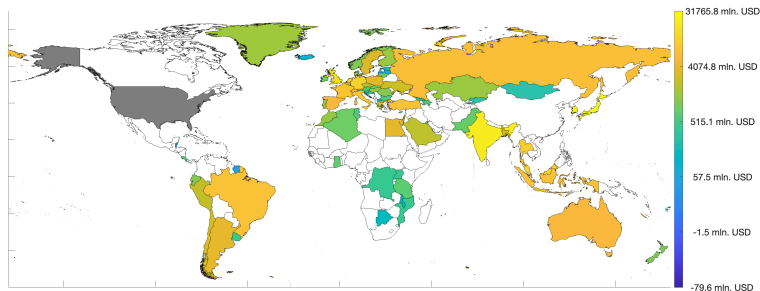 31765.8 mln. USD
4074.8 mln. USD
515.1 mln. USD
57.5 mln. USD
-1.5 mln. USD
-79.6 mln. USD